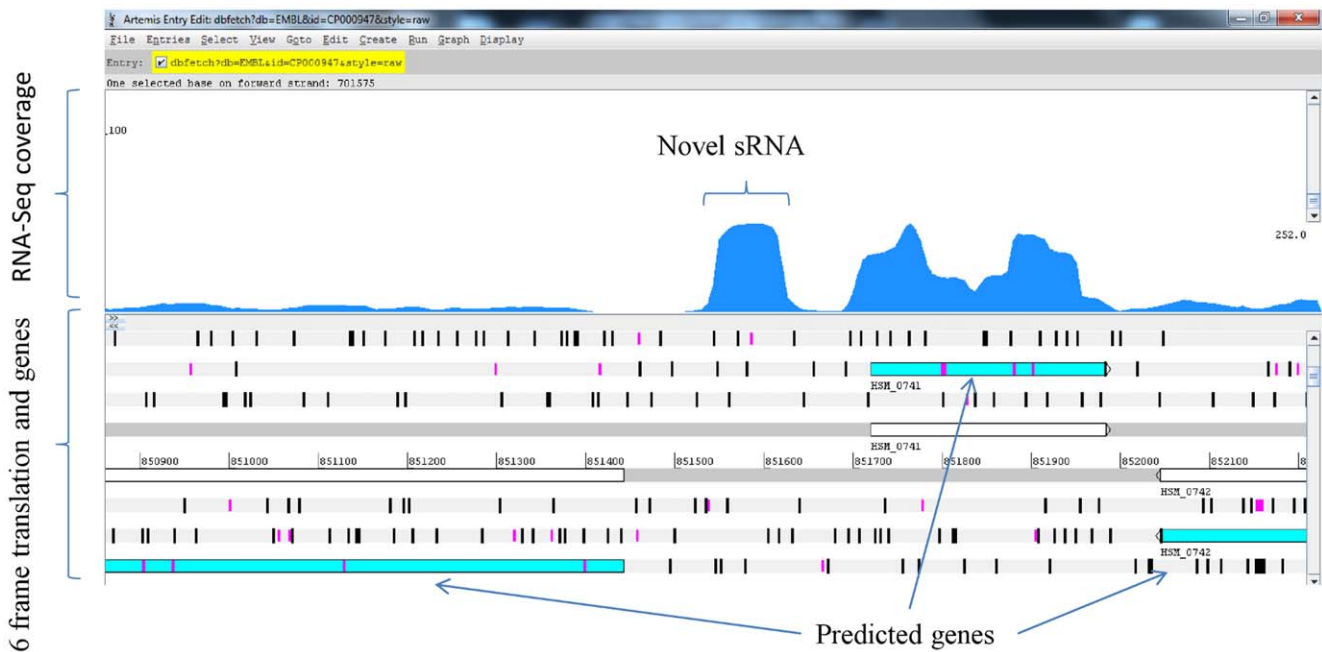 Artemis Entry Edit: dbfetch?db=EMBL&id=CP000947&style=raw
File Entries Select View Goto Edit Create Run Graph Display
Entry: dbfetch?db=EMBL&id=CP000947&style=raw
One selected base on forward strand: 701575
RNA-Seq coverage
100
Novel sRNA
252.0
6 frame translation and genes
>>
<<
HSM_0741
HSM_0741
850900 851000 851100 851200 851300 851400 851500 851600 851700 851800 851900 852000 852100
HSM_0742
HSM_0742
Predicted genes